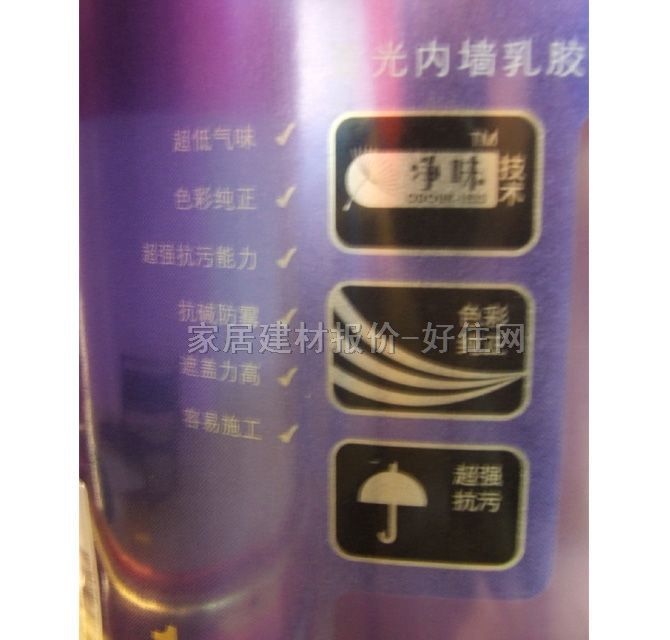 光内墙乳胶
超低气味 ✓
色彩纯正 ✓
超强抗污能力 ✓
抗碱防霉 ✓
遮盖力高 ✓
容易施工 ✓
TM
净味
技术
色彩
超强
抗污
家居建材报价-好住网